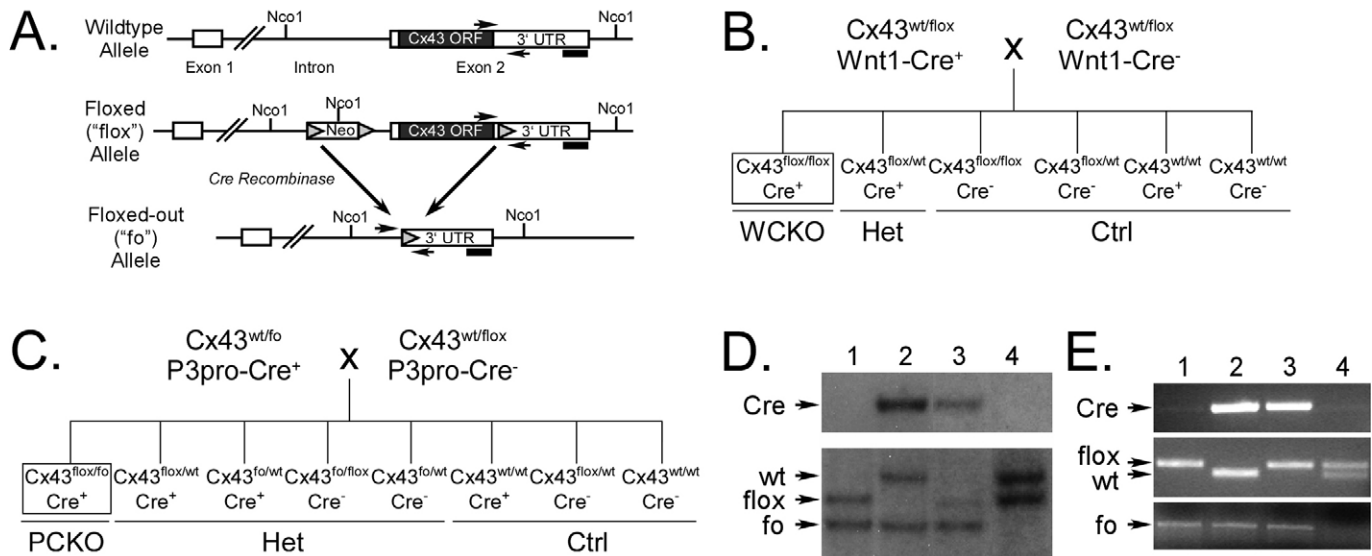 A.
Wildtype
Allele
Nco1
Nco1
Cx43 ORF
3' UTR
Exon 1
Intron
Exon 2
Floxed
("flox")
Allele
Nco1
Nco1
Nco1
Neo
Cx43 ORF
3' UTR
Cre Recombinase
Floxed-out
("fo")
Allele
Nco1
Nco1
3' UTR
B.
Cx43wt/flox
Wnt1-Cre+
X
Cx43wt/flox
Wnt1-Cre-
Cx43flox/flox
Cre+
Cx43flox/wt
Cre+
Cx43flox/flox
Cre-
Cx43flox/wt
Cre-
Cx43wt/wt
Cre+
Cx43wt/wt
Cre-
WCKO
Het
Ctrl
C.
Cx43wt/fo
P3pro-Cre+
X
Cx43wt/flox
P3pro-Cre-
Cx43flox/fo
Cre+
Cx43flox/wt
Cre+
Cx43fo/wt
Cre+
Cx43fo/flox
Cre-
Cx43fo/wt
Cre-
Cx43wt/wt
Cre+
Cx43flox/wt
Cre-
Cx43wt/wt
Cre-
PCKO
Het
Ctrl
D.
1 2 3 4
Cre
wt
flox
fo
E.
1 2 3 4
Cre
flox
wt
fo